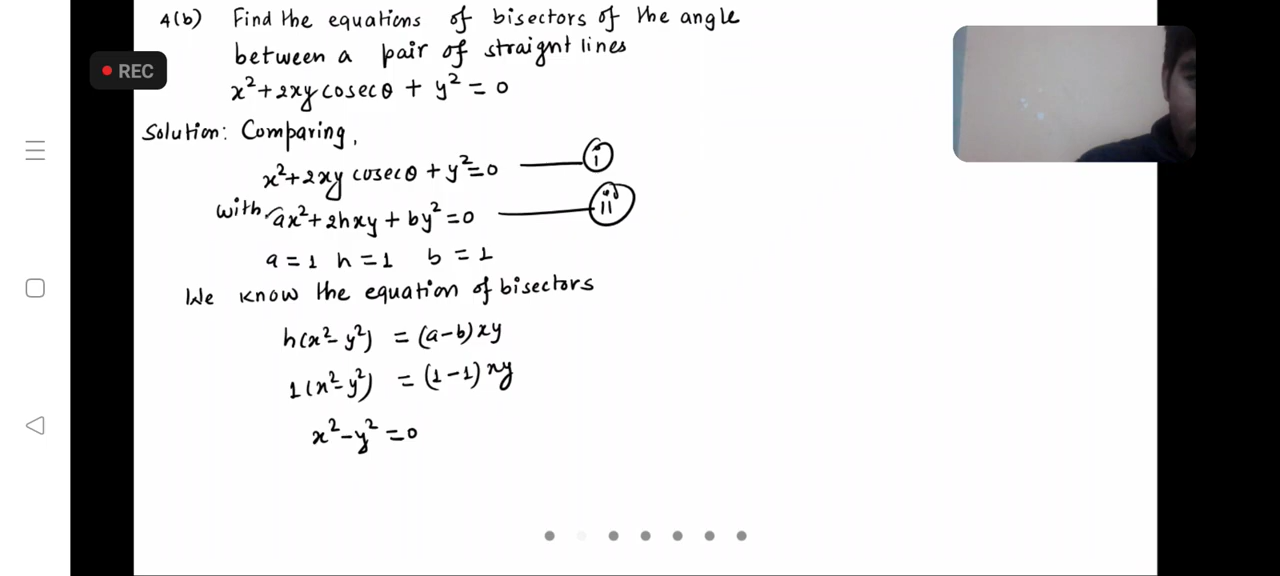 4(b) Find the equations of bisectors of the angle
between a pair of straignt lines
REC
x²+2xy cosecθ + y² = 0
Solution: Comparing,
x²+2xy cosecθ + y²=0 ——— i
with, ax²+2hxy + by² =0 ——— ii
a = 1 h = 1 b = 1
We know the equation of bisectors
h(x²-y²) = (a-b)xy
1(x²-y²) = (1-1)xy
x²-y² =0